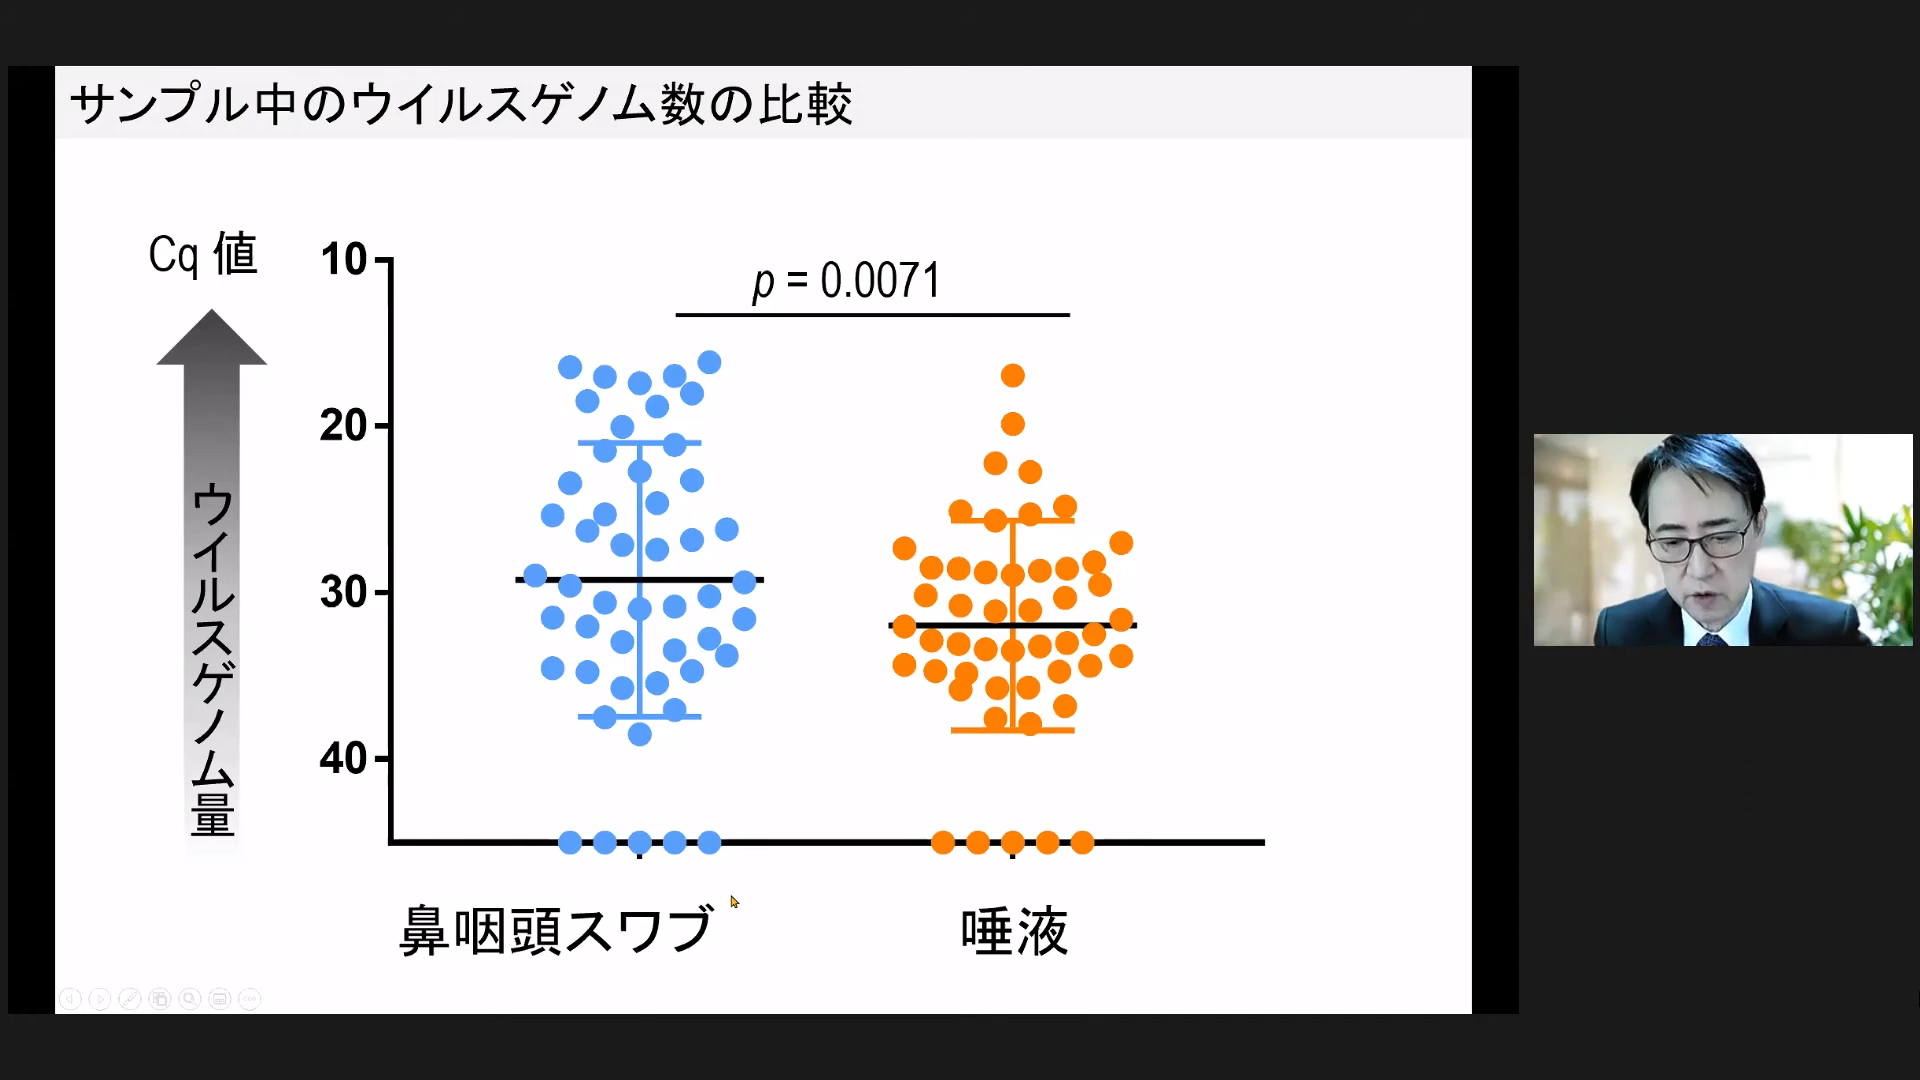 サンプル中のウイルスゲノム数の比較
Cq 値
ウイルスゲノム量
10
20
30
40
p = 0.0071
鼻咽頭スワブ
唾液